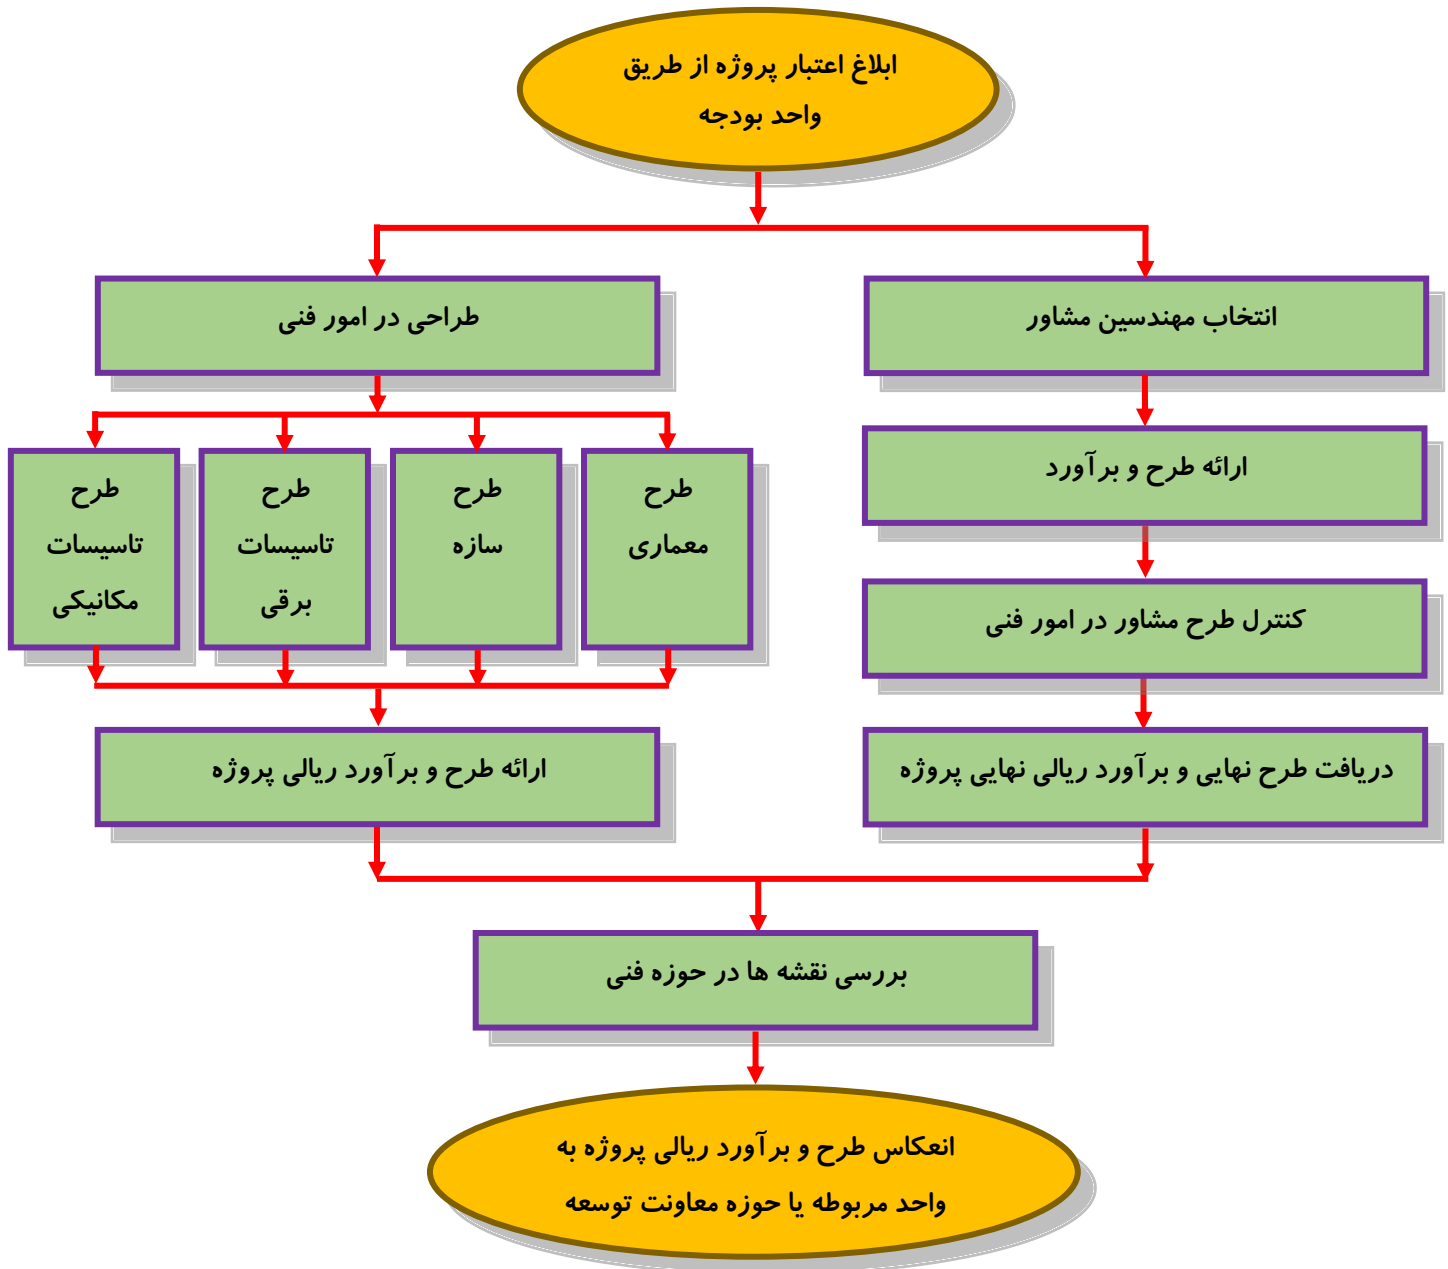 ابلاغ اعتبار پروژه از طریق
واحد بودجه
انتخاب مهندسین مشاور
طراحی در امور فنی
ارائه طرح و برآورد
کنترل طرح مشاور در امور فنی
دریافت طرح نهایی و برآورد ریالی نهایی پروژه
طرح
معماری
طرح
سازه
طرح
تاسیسات
برقی
طرح
تاسیسات
مکانیکی
ارائه طرح و برآورد ریالی پروژه
بررسی نقشه ها در حوزه فنی
انعکاس طرح و برآورد ریالی پروژه به
واحد مربوطه یا حوزه معاونت توسعه